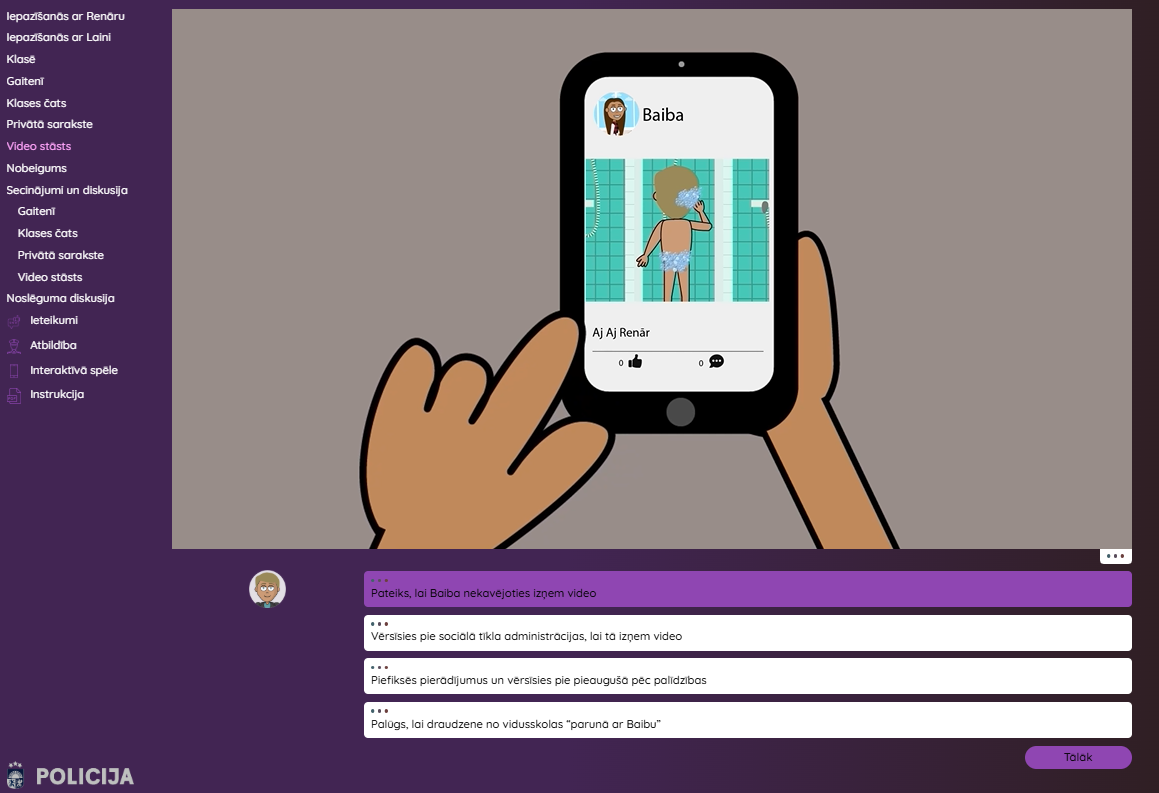 Iepazīšanās ar Renāru
Iepazīšanās ar Laini
Klasē
Gaitenī
Klases čats
Privātā sarakste
Video stāsts
Nobeigums
Secinājumi un diskusija
Gaitenī
Klases čats
Privātā sarakste
Video stāsts
Noslēguma diskusija
Ieteikumi
Atbildība
Interaktīvā spēle
Instrukcija
POLICIJA
Baiba
Aj Aj Renār
0
0
Pateiks, lai Baiba nekavējoties izņem video
Vērsīsies pie sociālā tīkla administrācijas, lai tā izņem video
Piefiksēs pierādījumus un vērsīsies pie pieaugušā pēc palīdzības
Palūgs, lai draudzene no vidusskolas “parunā ar Baibu”
Tālāk